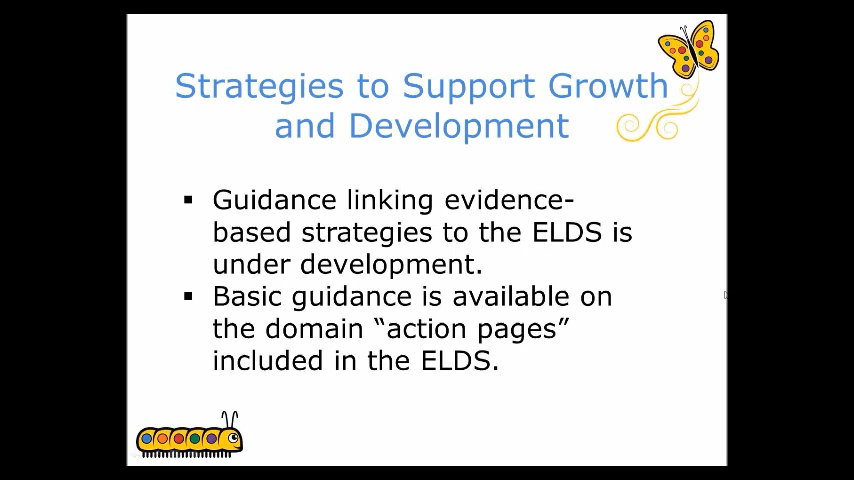 Strategies to Support Growth
and Development
▪ Guidance linking evidence-
based strategies to the ELDS is
under development.
▪ Basic guidance is available on
the domain “action pages”
included in the ELDS.